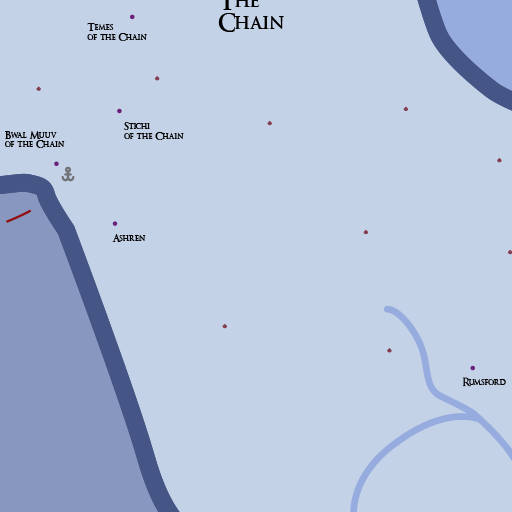 The
Chain
Temes
of the Chain
Stichi
of the Chain
Bwal Muuv
of the Chain
Ashren
Rumsford